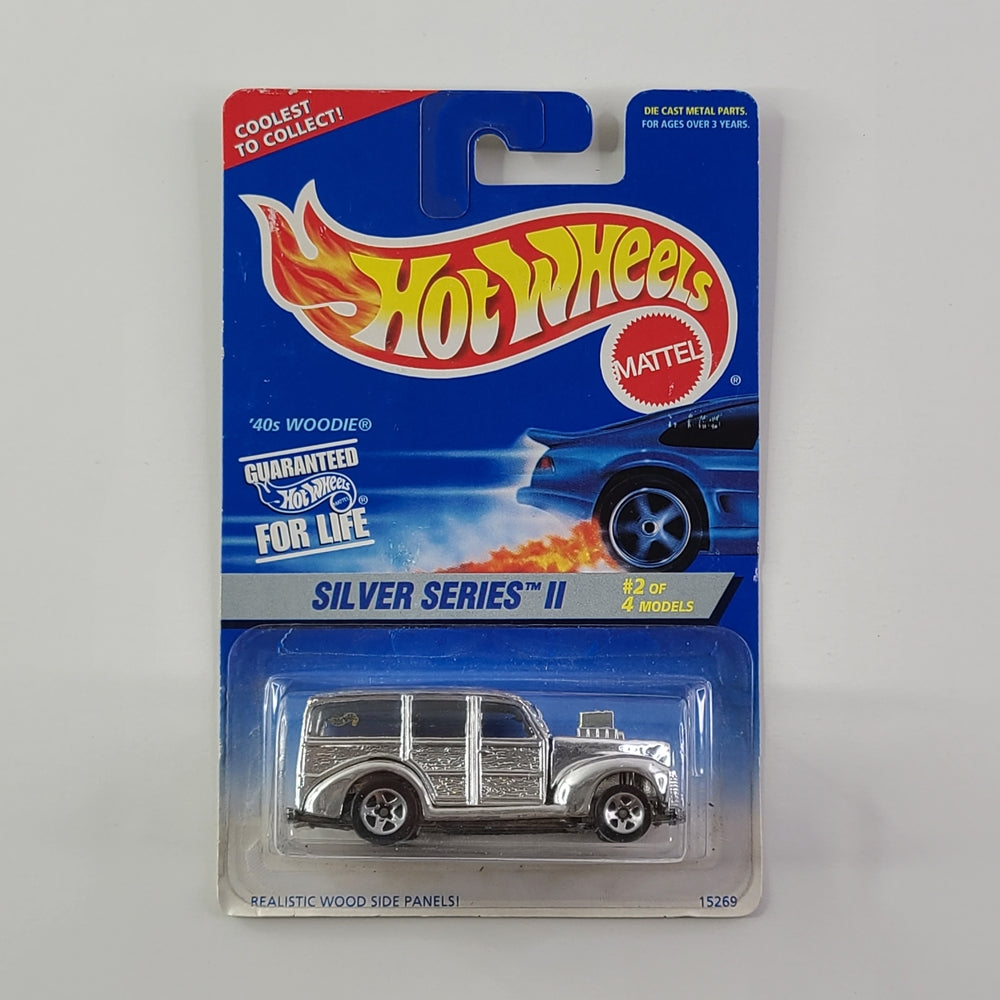 COOLEST
TO COLLECT!
DIE CAST METAL PARTS.
FOR AGES OVER 3 YEARS.
HOT WHEELS
MATTEL
®
'40s WOODIE®
GUARANTEED
HOT WHEELS ®
MATTEL
FOR LIFE
SILVER SERIES™ II
#2 OF
4 MODELS
REALISTIC WOOD SIDE PANELS!
15269